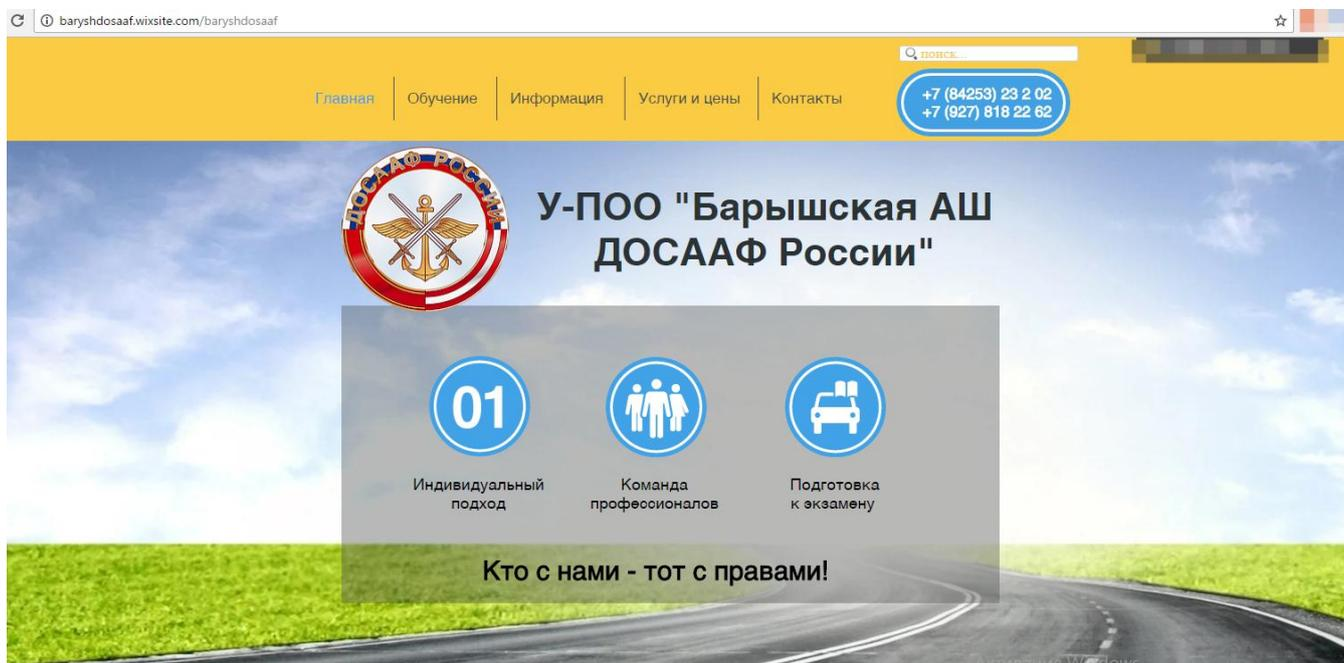 baryshdosaaf.wixsite.com/baryshdosaaf
поиск...
Главная
Обучение
Информация
Услуги и цены
Контакты
+7 (84253) 23 2 02
+7 (927) 818 22 62
ДОСААФ РОССИИ
У-ПОО "Барышская АШ
ДОСААФ России"
01
Индивидуальный
подход
Команда
профессионалов
Подготовка
к экзамену
Кто с нами - тот с правами!